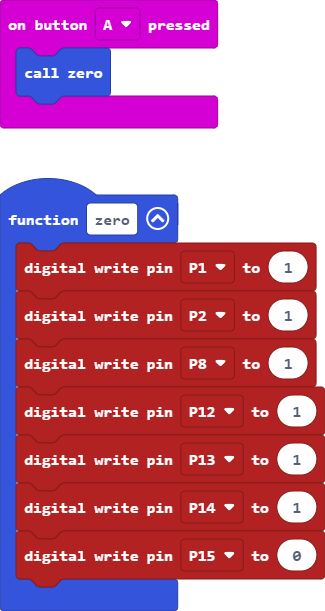 on button A pressed
call zero
function zero
digital write pin P1 to 1
digital write pin P2 to 1
digital write pin P8 to 1
digital write pin P12 to 1
digital write pin P13 to 1
digital write pin P14 to 1
digital write pin P15 to 0